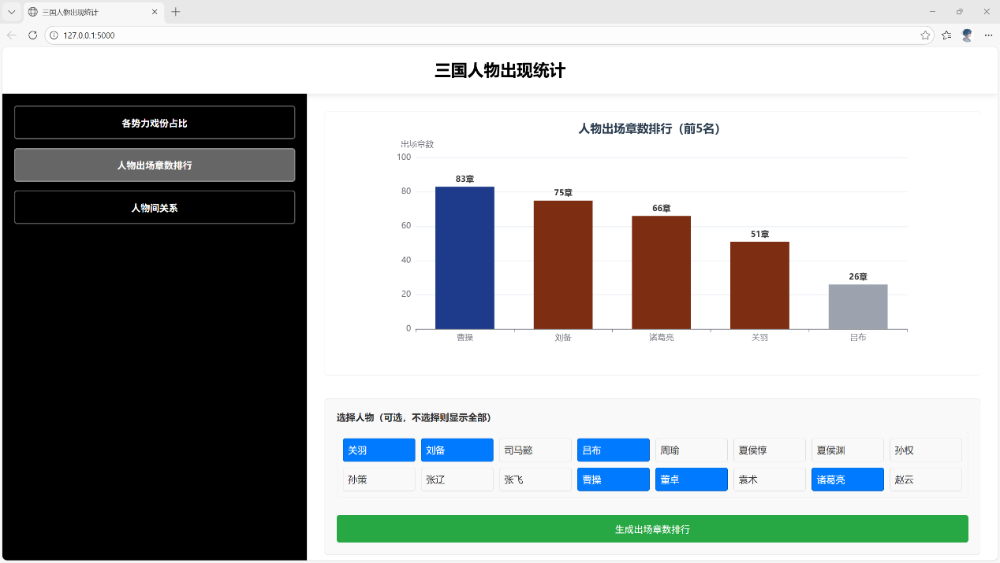 三国人物出现统计
127.0.0.1:5000
三国人物出现统计
各势力戏份占比
人物出场章数排行
人物间关系
人物出场章数排行（前5名）
出场章数
100
80
60
40
20
0
83章
75章
66章
51章
26章
曹操 刘备 诸葛亮 关羽 吕布
选择人物（可选，不选择则显示全部）
关羽 刘备 司马懿 吕布 周瑜 夏侯惇 夏侯渊 孙权
孙策 张辽 张飞 曹操 董卓 袁术 诸葛亮 赵云
生成出场章数排行